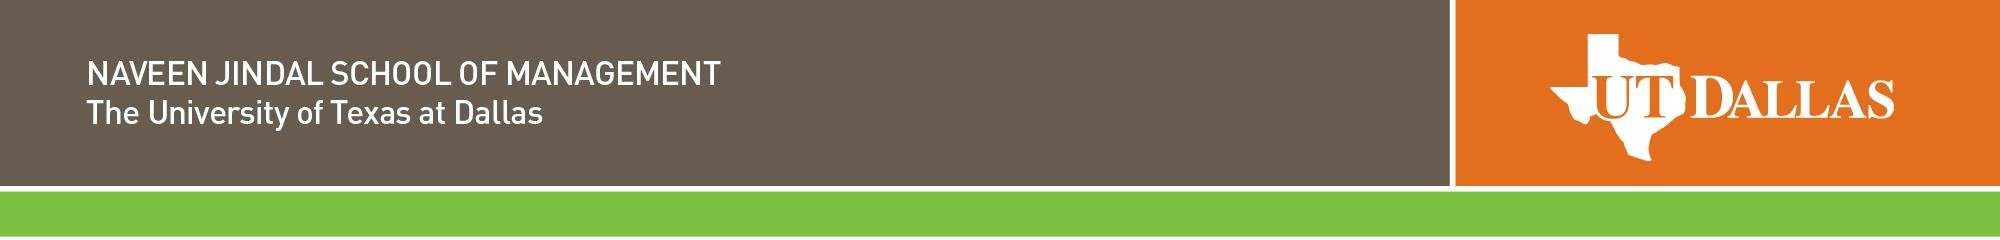 NAVEEN JINDAL SCHOOL OF MANAGEMENT
The University of Texas at Dallas
UT DALLAS